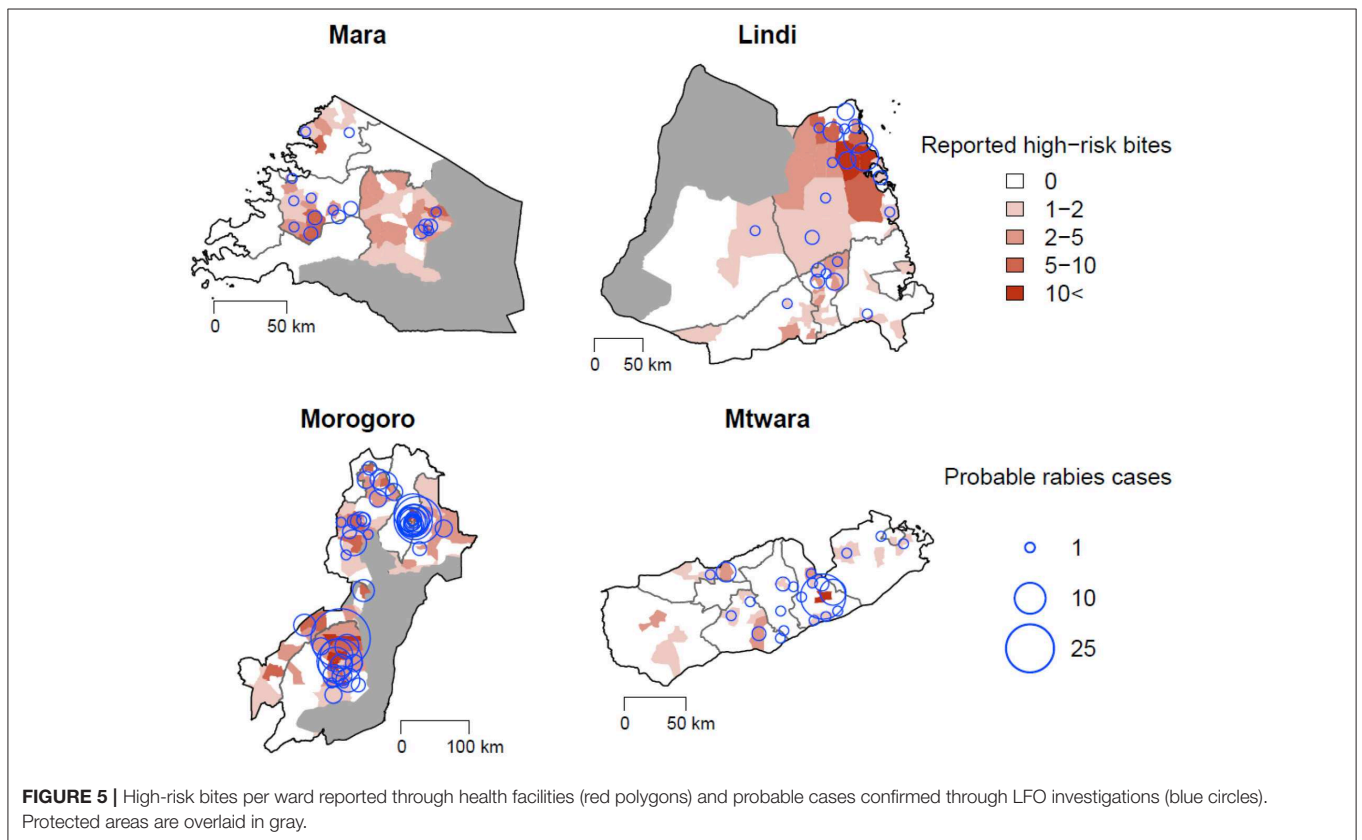 Mara
Lindi
Reported high−risk bites
0
1−2
2−5
5−10
10<
0 50 km
0 50 km
Morogoro
Mtwara
Probable rabies cases
1
10
25
0 100 km
0 50 km
FIGURE 5 | High-risk bites per ward reported through health facilities (red polygons) and probable cases confirmed through LFO investigations (blue circles).
Protected areas are overlaid in gray.